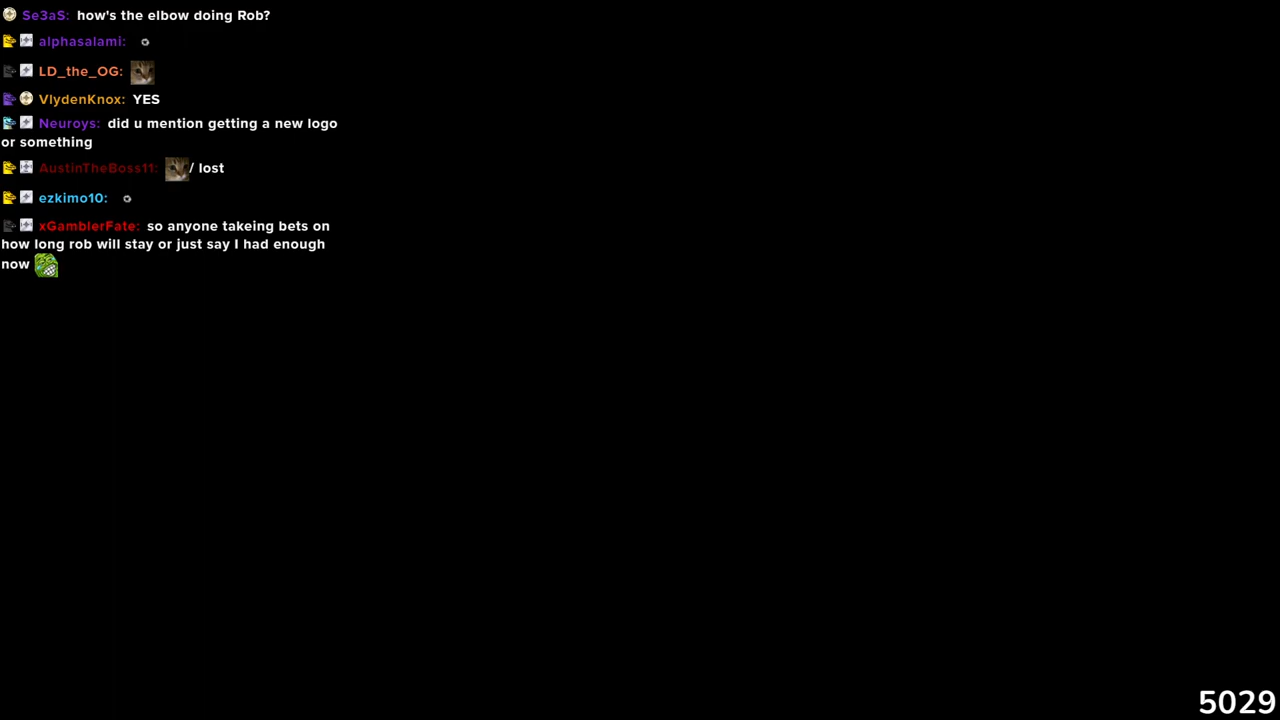 Se3aS: how's the elbow doing Rob?
alphasalami:
LD_the_OG:
VlydenKnox: YES
Neuroys: did u mention getting a new logo
or something
AustinTheBoss11: / lost
ezkimo10:
xGamblerFate: so anyone takeing bets on
how long rob will stay or just say I had enough
now
5029